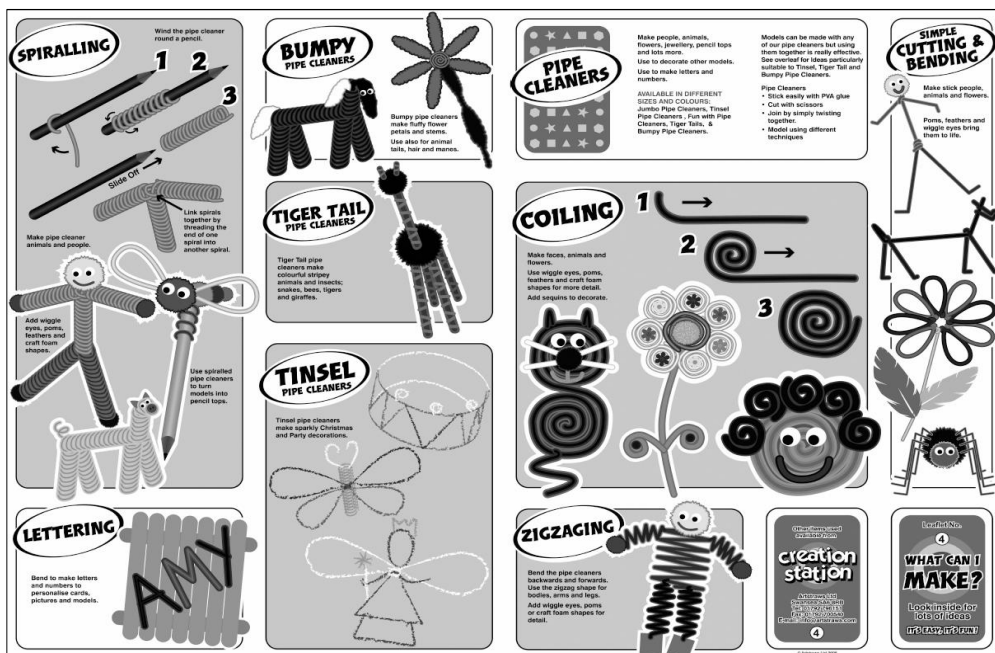 SPIRALLING
Wind the pipe cleaner
round a pencil.
1
2
3
Slide Off
Link spirals
together by
threading the
end of one
spiral into
another spiral.
Make pipe cleaner
animals and people.
Add wiggle
eyes, poms,
feathers and
craft foam
shapes.
Use spiralled
pipe cleaners
to turn
models into
pencil tops.
LETTERING
Bend to make letters
and numbers to
personalise cards,
pictures and models.
AMY
BUMPY
PIPE CLEANERS
Bumpy pipe cleaners
make fluffy flower
petals and stems.
Use also for animal
tails, hair and manes.
TIGER TAIL
PIPE CLEANERS
Tiger Tail pipe
cleaners make
colourful stripey
animals and insects;
snakes, bees, tigers
and giraffes.
TINSEL
PIPE CLEANERS
Tinsel pipe cleaners
make sparkly Christmas
and Party decorations.
PIPE
CLEANERS
Make people, animals,
flowers, jewellery, pencil tops
and lots more.
Use to decorate other models.
Use to make letters and
numbers.
AVAILABLE IN DIFFERENT
SIZES AND COLOURS:
Jumbo Pipe Cleaners, Tinsel
Pipe Cleaners , Fun with Pipe
Cleaners, Tiger Tails, &
Bumpy Pipe Cleaners.
Models can be made with any
of our pipe cleaners but using
them together is really effective.
See overleaf for Ideas particularly
suitable to Tinsel, Tiger Tail and
Bumpy Pipe Cleaners.
Pipe Cleaners
• Stick easily with PVA glue
• Cut with scissors
• Join by simply twisting
together.
• Model using different
techniques
COILING
1
2
3
Make faces, animals and
flowers.
Use wiggle eyes, poms,
feathers and craft foam
shapes for more detail.
Add sequins to decorate.
ZIGZAGING
Bend the pipe cleaners
backwards and forwards.
Use the zigzag shape for
bodies, arms and legs.
Add wiggle eyes, poms
or craft foam shapes for
detail.
SIMPLE
CUTTING &
BENDING
Make stick people,
animals and flowers.
Poms, feathers and
wiggle eyes bring
them to life.
Other items used
available from
creation
station
Artstraws Ltd
E-mail: info@artstraws.com
4
Leaflet No.
4
WHAT CAN I
MAKE?
Look inside for
lots of ideas
IT'S EASY, IT'S FUN!